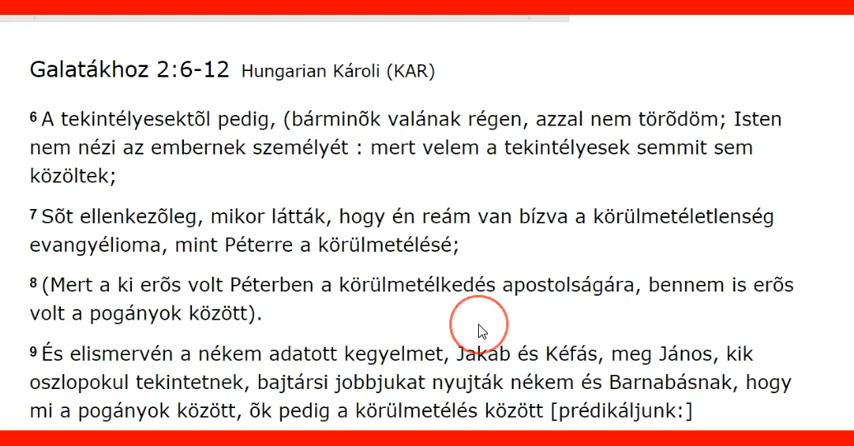 Galatákhoz 2:6-12 Hungarian Károli (KAR)
6 A tekintélyesektõl pedig, (bárminõk valának régen, azzal nem törõdöm; Isten
nem nézi az embernek személyét : mert velem a tekintélyesek semmit sem
közöltek;
7 Sõt ellenkezõleg, mikor látták, hogy én reám van bízva a körülmetéletlenség
evangyélioma, mint Péterre a körülmetélésé;
8 (Mert a ki erõs volt Péterben a körülmetélkedés apostolságára, bennem is erõs
volt a pogányok között).
9 És elismervén a nékem adatott kegyelmet, Jakab és Kéfás, meg János, kik
oszlopokul tekintetnek, bajtársi jobbjukat nyujták nékem és Barnabásnak, hogy
mi a pogányok között, õk pedig a körülmetélés között [prédikáljunk:]